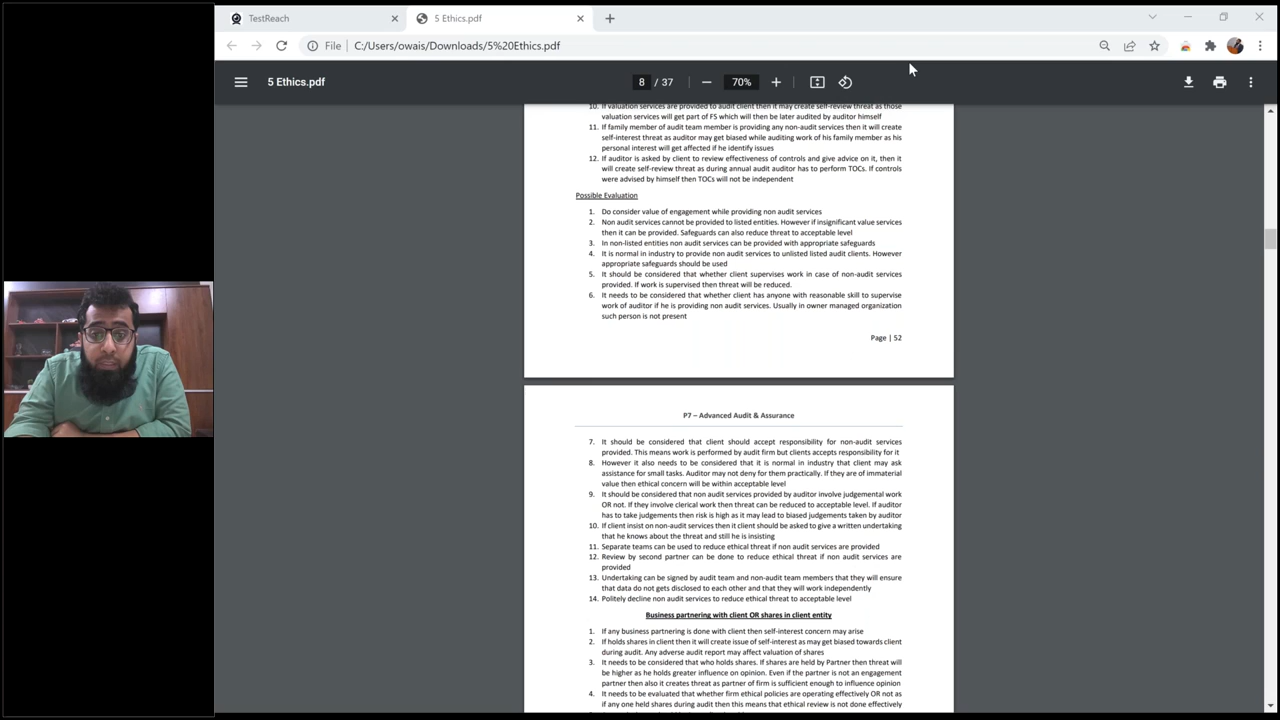 TestReach
5 Ethics.pdf
File
C:/Users/owais/Downloads/5%20Ethics.pdf
5 Ethics.pdf
8 / 37
70%
10. If valuation services are provided to audit client then it may create self-review threat as those
valuation services will get part of FS which will then be later audited by auditor himself
11. If family member of audit team member is providing any non-audit services then it will create
self-interest threat as auditor may get biased while auditing work of his family member as his
personal interest will get affected if he identify issues
12. If auditor is asked by client to review effectiveness of controls and give advice on it, then it
will create self-review threat as during annual audit auditor has to perform TOCs. If controls
were advised by himself then TOCs will not be independent
Possible Evaluation
1. Do consider value of engagement while providing non audit services
2. Non audit services cannot be provided to listed entities. However if insignificant value services
then it can be provided. Safeguards can also reduce threat to acceptable level
3. In non-listed entities non audit services can be provided with appropriate safeguards
4. It is normal in industry to provide non audit services to unlisted listed audit clients. However
appropriate safeguards should be used
5. It should be considered that whether client supervises work in case of non-audit services
provided. If work is supervised then threat will be reduced.
6. It needs to be considered that whether client has anyone with reasonable skill to supervise
work of auditor if he is providing non audit services. Usually in owner managed organization
such person is not present
Page | 52
P7 – Advanced Audit & Assurance
7. It should be considered that client should accept responsibility for non-audit services
provided. This means work is performed by audit firm but clients accepts responsibility for it
8. However it also needs to be considered that it is normal in industry that client may ask
assistance for small tasks. Auditor may not deny for them practically. If they are of immaterial
value then ethical concern will be within acceptable level
9. It should be considered that non audit services provided by auditor involve judgemental work
OR not. If they involve clerical work then threat can be reduced to acceptable level. If auditor
has to take judgements then risk is high as it may lead to biased judgements taken by auditor
10. If client insist on non-audit services then it client should be asked to give a written undertaking
that he knows about the threat and still he is insisting
11. Separate teams can be used to reduce ethical threat if non audit services are provided
12. Review by second partner can be done to reduce ethical threat if non audit services are
provided
13. Undertaking can be signed by audit team and non-audit team members that they will ensure
that data do not gets disclosed to each other and that they will work independently
14. Politely decline non audit services to reduce ethical threat to acceptable level
Business partnering with client OR shares in client entity
1. If any business partnering is done with client then self-interest concern may arise
2. If holds shares in client then it will create issue of self-interest as may get biased towards client
during audit. Any adverse audit report may affect valuation of shares
3. It needs to be considered that who holds shares. If shares are held by Partner then threat will
be higher as he holds greater influence on opinion. Even if the partner is not an engagement
partner then also it creates threat as partner of firm is sufficient enough to influence opinion
4. It needs to be evaluated that whether firm ethical policies are operating effectively OR not as
if any one held shares during audit then this means that ethical review is not done effectively